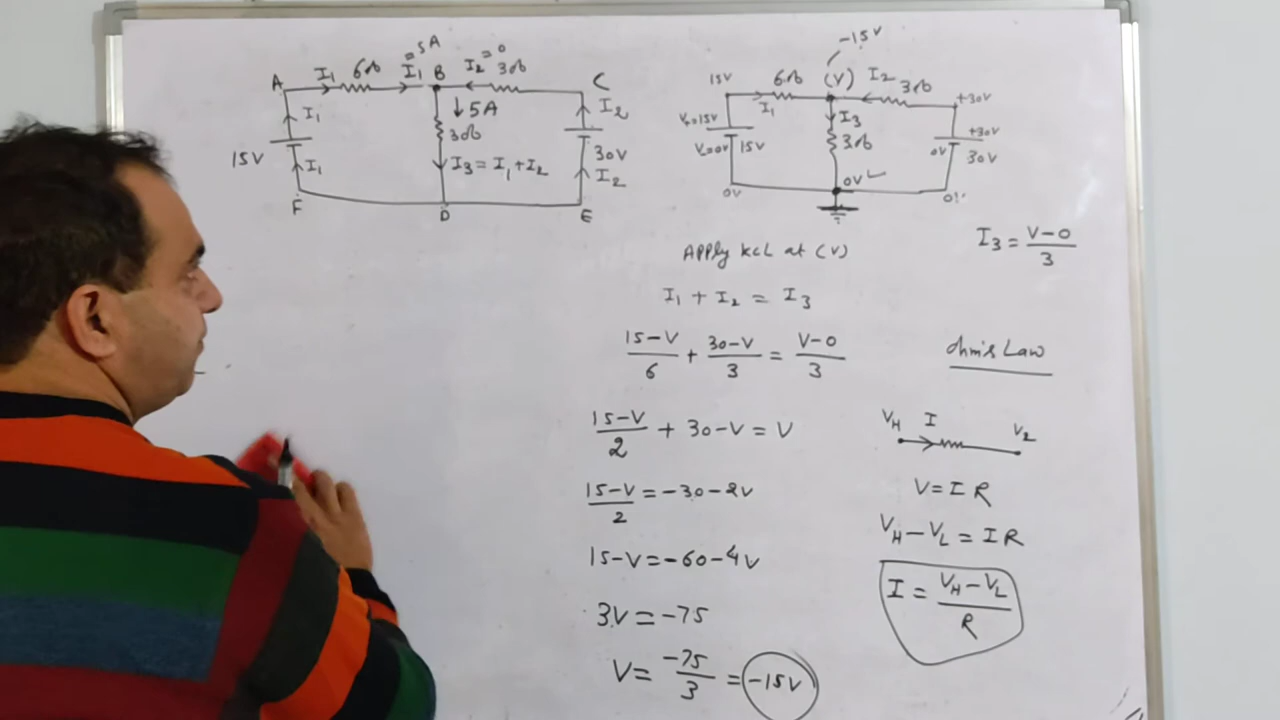 = 5A
A I₁ 6Ω I₁ B I₂ = 0 3Ω C
I₁ ↓5A I₂
3Ω
15V I₁ I₃ = I₁ + I₂ 30V
I₂
F D E
-15V
15V 6Ω (V) I₂ 3Ω +30V
I₁ I₃
15V +30V
15V 3Ω 0V 30V
0V 0V
I₃ = V-0 / 3
Apply KCL at (V)
I₁ + I₂ = I₃
15-V / 6 + 30-V / 3 = V-0 / 3
15-V / 2 + 30-V = V
15-V / 2 = -30-2V
15-V = -60-4V
3V = -75
V = -75 / 3 = -15V
ohm's Law
V_H I
V = I R
V_H - V_L = I R
I = V_H - V_L / R